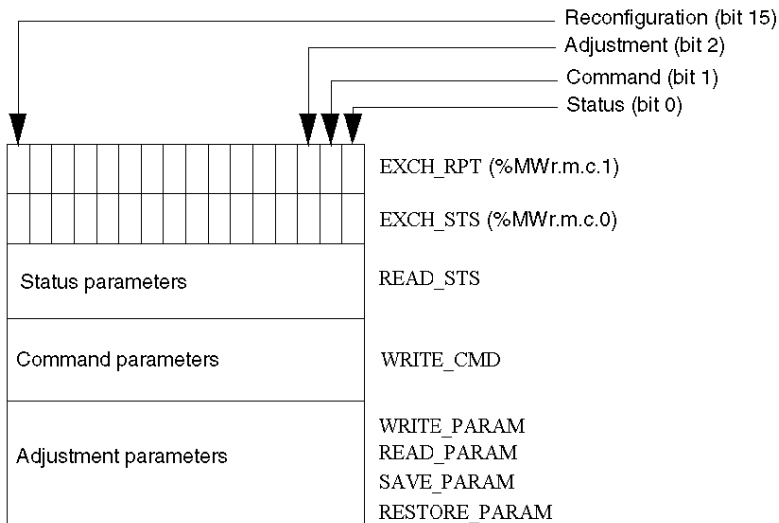 Reconfiguration (bit 15)
Adjustment (bit 2)
Command (bit 1)
Status (bit 0)
EXCH_RPT (%MWr.m.c.1)
EXCH_STS (%MWr.m.c.0)
Status parameters READ_STS
Command parameters WRITE_CMD
WRITE_PARAM
Adjustment parameters READ_PARAM
SAVE_PARAM
RESTORE_PARAM